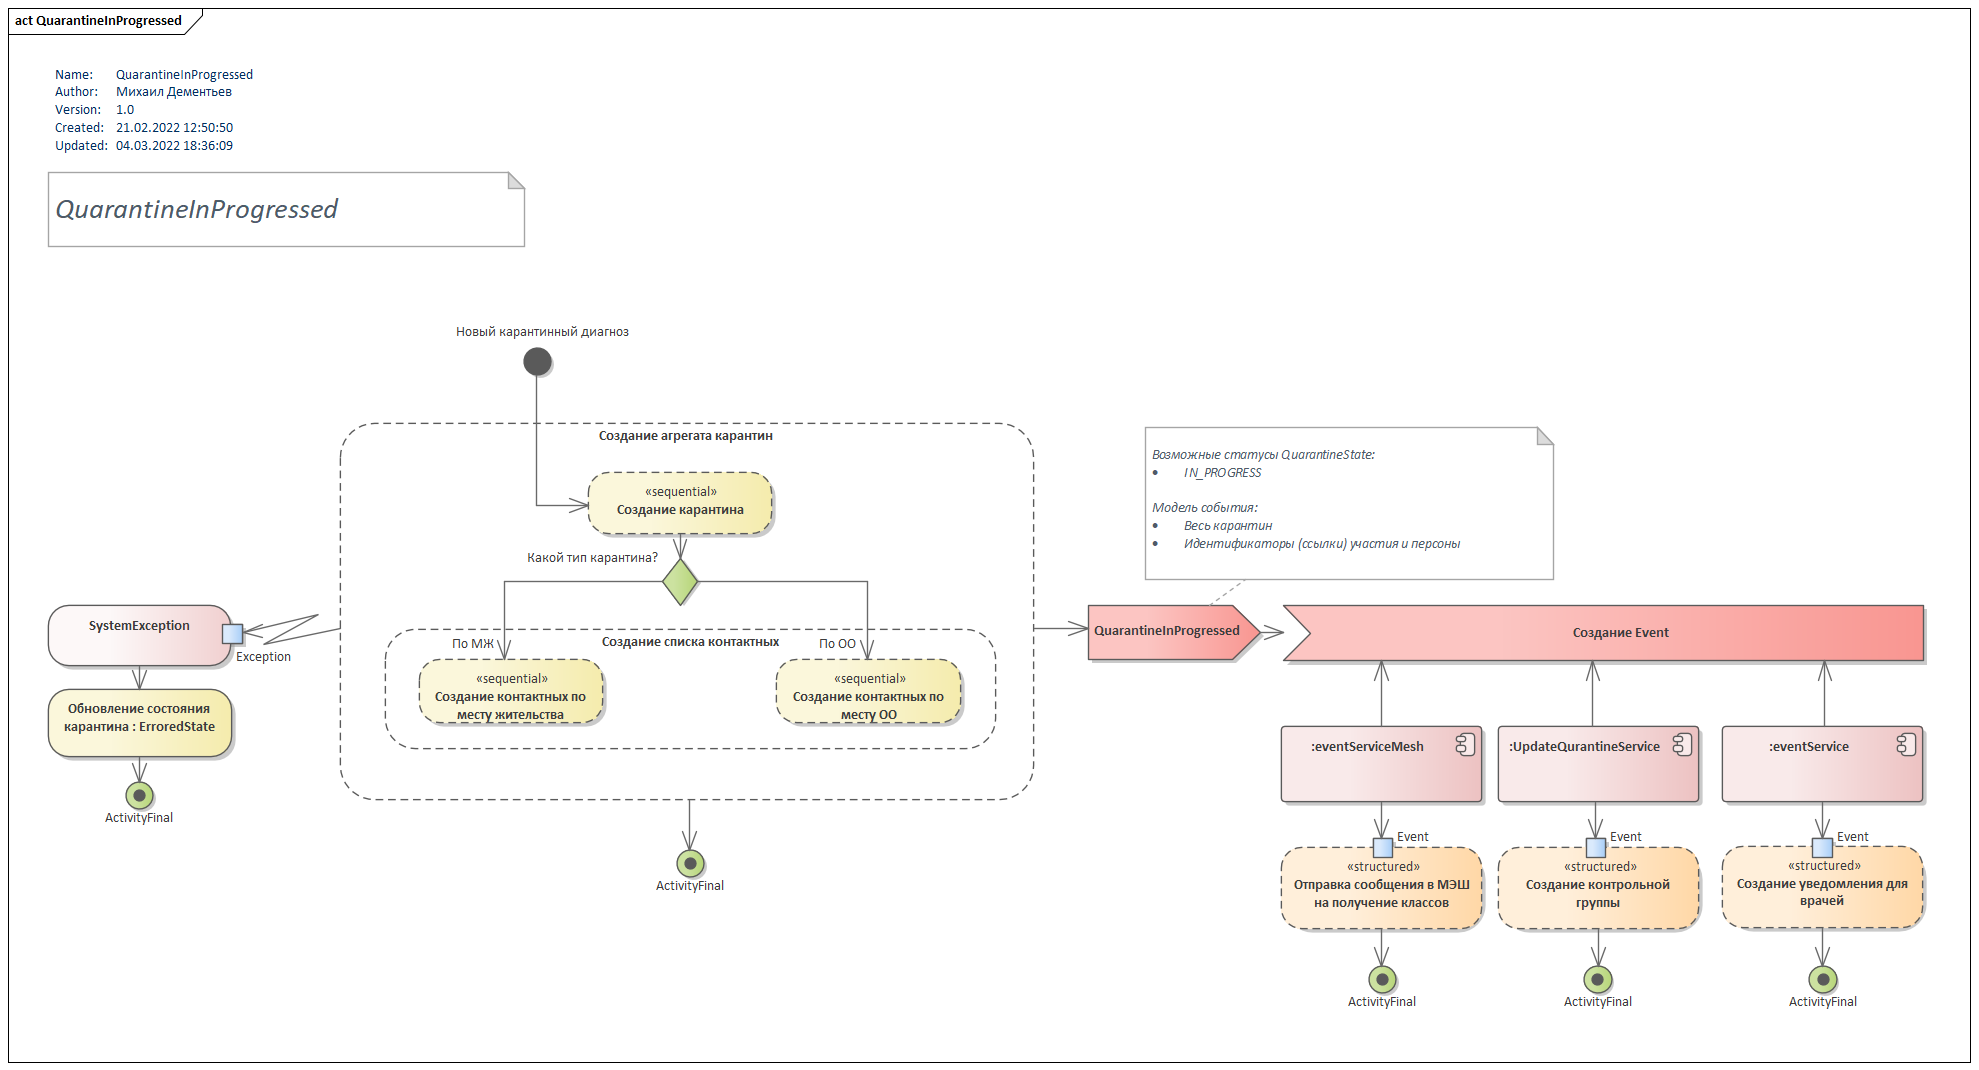 act QuarantineInProgressed
Name: QuarantineInProgressed
Author: Михаил Дементьев
Version: 1.0
Created: 21.02.2022 12:50:50
Updated: 04.03.2022 18:36:09
QuarantineInProgressed
Новый карантинный диагноз
Создание агрегата карантин
«sequential»
Создание карантина
Какой тип карантина?
По МЖ
Создание списка контактных
По ОО
«sequential»
Создание контактных по
месту жительства
«sequential»
Создание контактных по
месту ОО
ActivityFinal
SystemException
Exception
Обновление состояния
карантина : ErroredState
ActivityFinal
Возможные статусы QuarantineState:
• IN_PROGRESS
Модель события:
• Весь карантин
• Идентификаторы (ссылки) участия и персоны
QuarantineInProgressed
Создание Event
:eventServiceMesh
:UpdateQurantineService
:eventService
Event
Event
Event
«structured»
Отправка сообщения в МЭШ
на получение классов
«structured»
Создание контрольной
группы
«structured»
Создание уведомления для
врачей
ActivityFinal
ActivityFinal
ActivityFinal